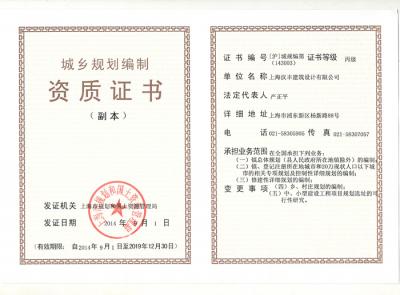 城乡规划编制
资质证书
（副本）
发证机关 上海市规划和国土资源管理局
发证日期 2014 年 9 月 1 日
（有效期限：自2014年9月1日至2019年12月30日）
证书编号 [沪]城规编第(143003) 证书等级 丙级
单位名称 上海汉丰建筑设计有限公司
法定代表人 严正平
详细地址 上海市浦东新区杨新路88号
电话 021-58305905 传真 021-58307057
承担业务范围 在全国承担下列业务：
（一）镇总体规划（县人民政府所在地镇除外）的编制；
（二）镇、登记注册所在地城市和20万现状人口以下城
市的相关专项规划及控制性详细规划的编制；
（三）修建性详细规划的编制；
变更事项 （四）乡、村庄规划的编制；
（五）中、小型建设工程项目规划选址的可
行性研究。